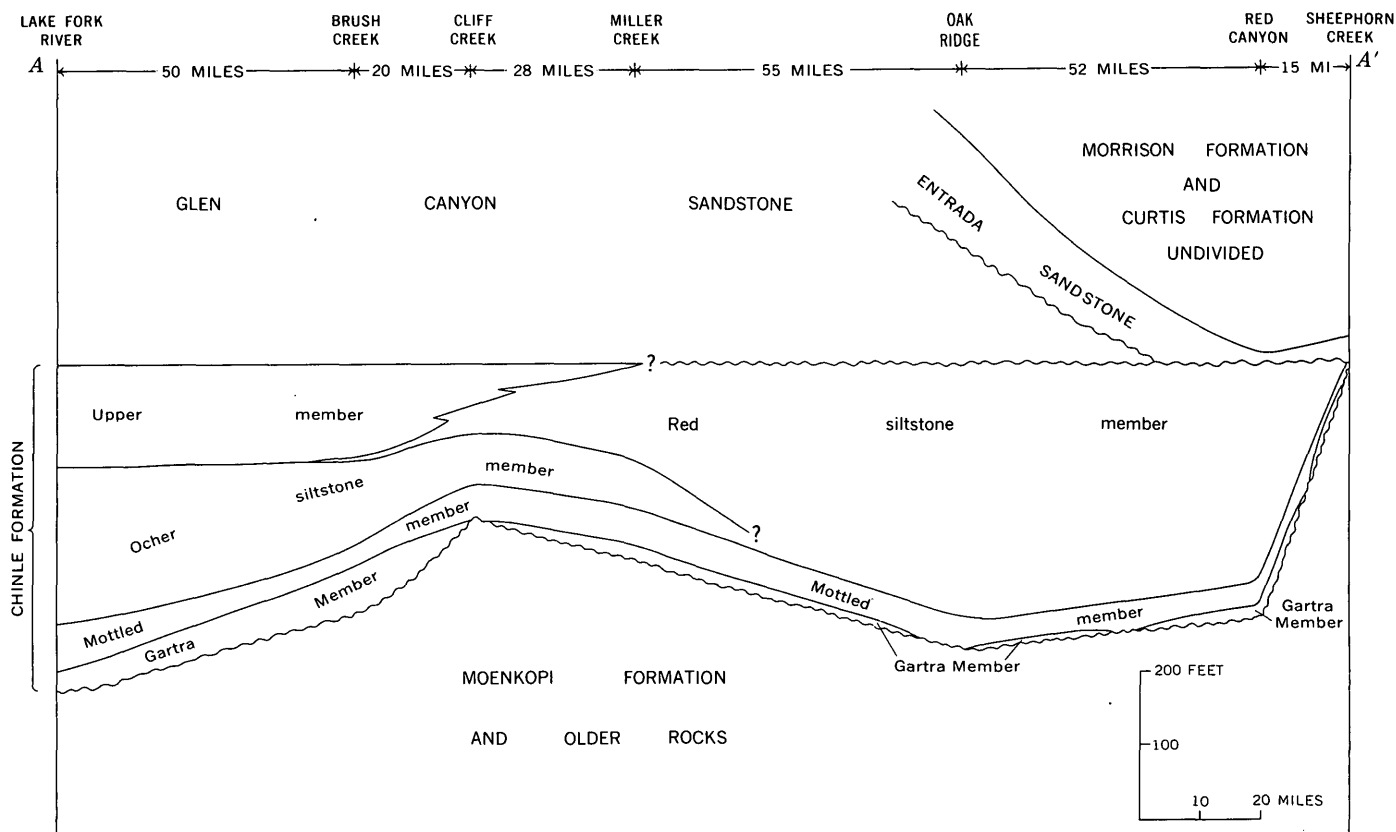 LAKE FORK
RIVER
BRUSH
CREEK
CLIFF
CREEK
MILLER
CREEK
OAK
RIDGE
RED
CANYON
SHEEPHORN
CREEK
A
50 MILES
20 MILES
28 MILES
55 MILES
52 MILES
15 MI
A'
MORRISON FORMATION
AND
CURTIS FORMATION
UNDIVIDED
ENTRADA
SANDSTONE
GLEN CANYON SANDSTONE
?
Upper member
Red siltstone member
CHINLE FORMATION
Ocher siltstone member
?
Mottled member
Mottled member
Gartra Member
Gartra Member
Gartra
Member
MOENKOPI FORMATION
AND OLDER ROCKS
200 FEET
100
10 20 MILES